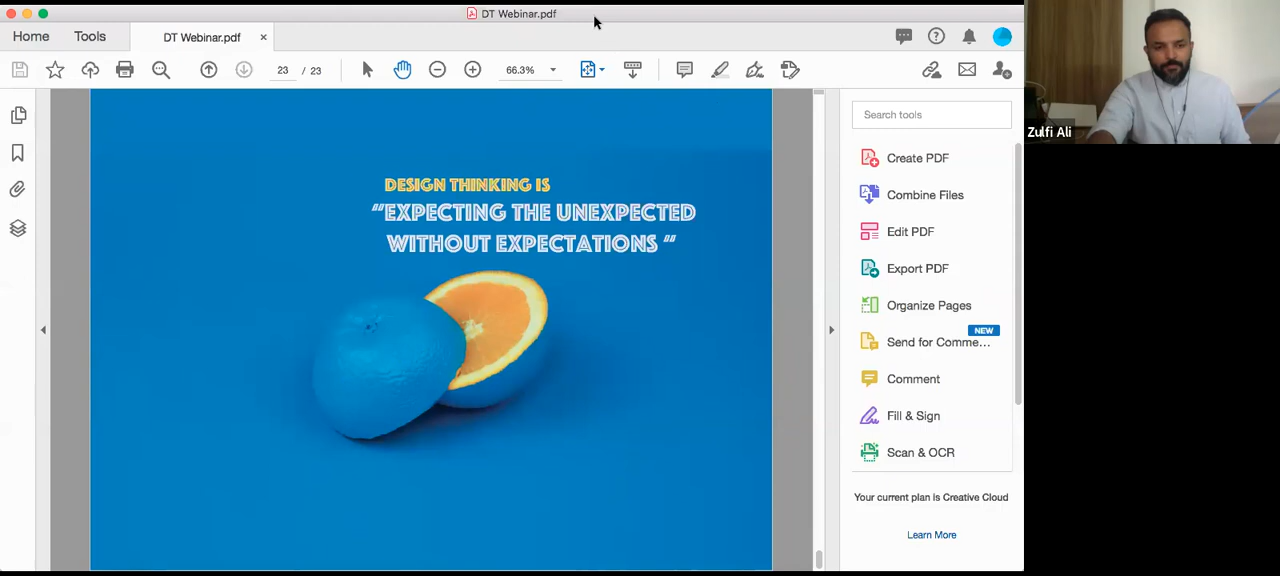 DT Webinar.pdf
Home
Tools
DT Webinar.pdf
×
23 / 23
66.3%
Zulfi Ali
Search tools
DESIGN THINKING IS
“EXPECTING THE UNEXPECTED
WITHOUT EXPECTATIONS “
Create PDF
Combine Files
Edit PDF
Export PDF
Organize Pages
NEW
Send for Comme...
Comment
Fill & Sign
Scan & OCR
Your current plan is Creative Cloud
Learn More